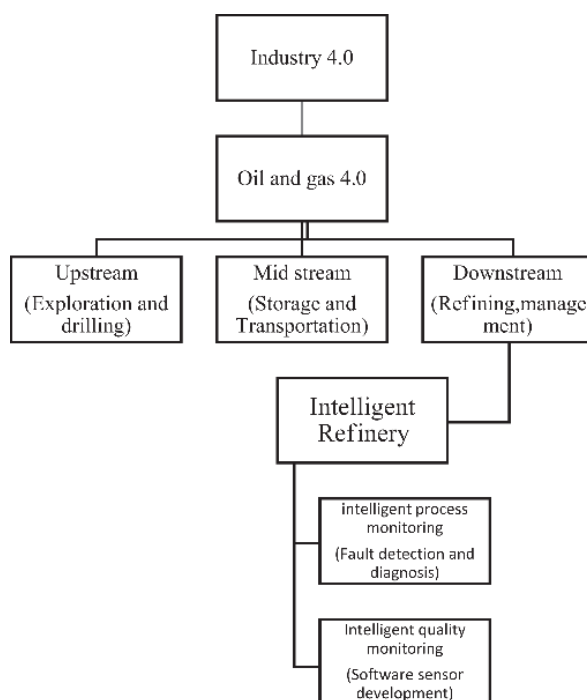 Industry 4.0
Oil and gas 4.0
Upstream
(Exploration and
drilling)
Mid stream
(Storage and
Transportation)
Downstream
(Refining,manage
ment)
Intelligent
Refinery
intelligent process
monitoring
(Fault detection and
diagnosis)
Intelligent quality
monitoring
(Software sensor
development)